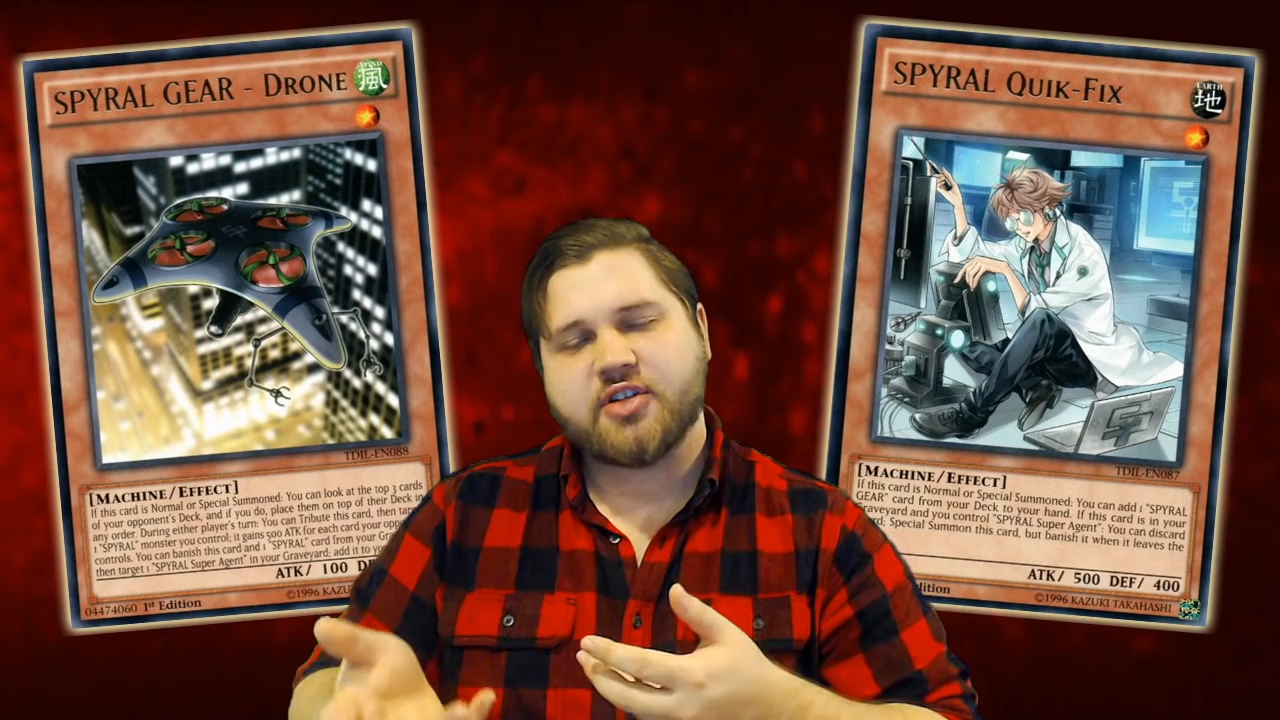 SPYRAL GEAR - DRONE
WIND
風
TDIL-EN088
[MACHINE/EFFECT]
If this card is Normal or Special Summoned: You can look at the top 3 cards
of your opponent's Deck, and if you do, place them on top of their Deck in
any order. During either player's turn: You can Tribute this card, then
1 "SPYRAL" monster you control; it gains 500 ATK for each card your
controls. You can banish this card and 1 "SPYRAL" card from your
then target 1 "SPYRAL Super Agent" in your Graveyard; add it to
ATK/ 100
04474060 1st Edition
©1996
SPYRAL QUIK-FIX
EARTH
地
TDIL-EN087
[MACHINE/EFFECT]
If this card is Normal or Special Summoned: You can add 1 "SPYRAL
GEAR" card from your Deck to your hand. If this card is in your
Graveyard and you control "SPYRAL Super Agent": You can discard
Special Summon this card, but banish it when it leaves the
ATK/ 500 DEF/ 400
©1996 KAZUKI TAKAHASHI